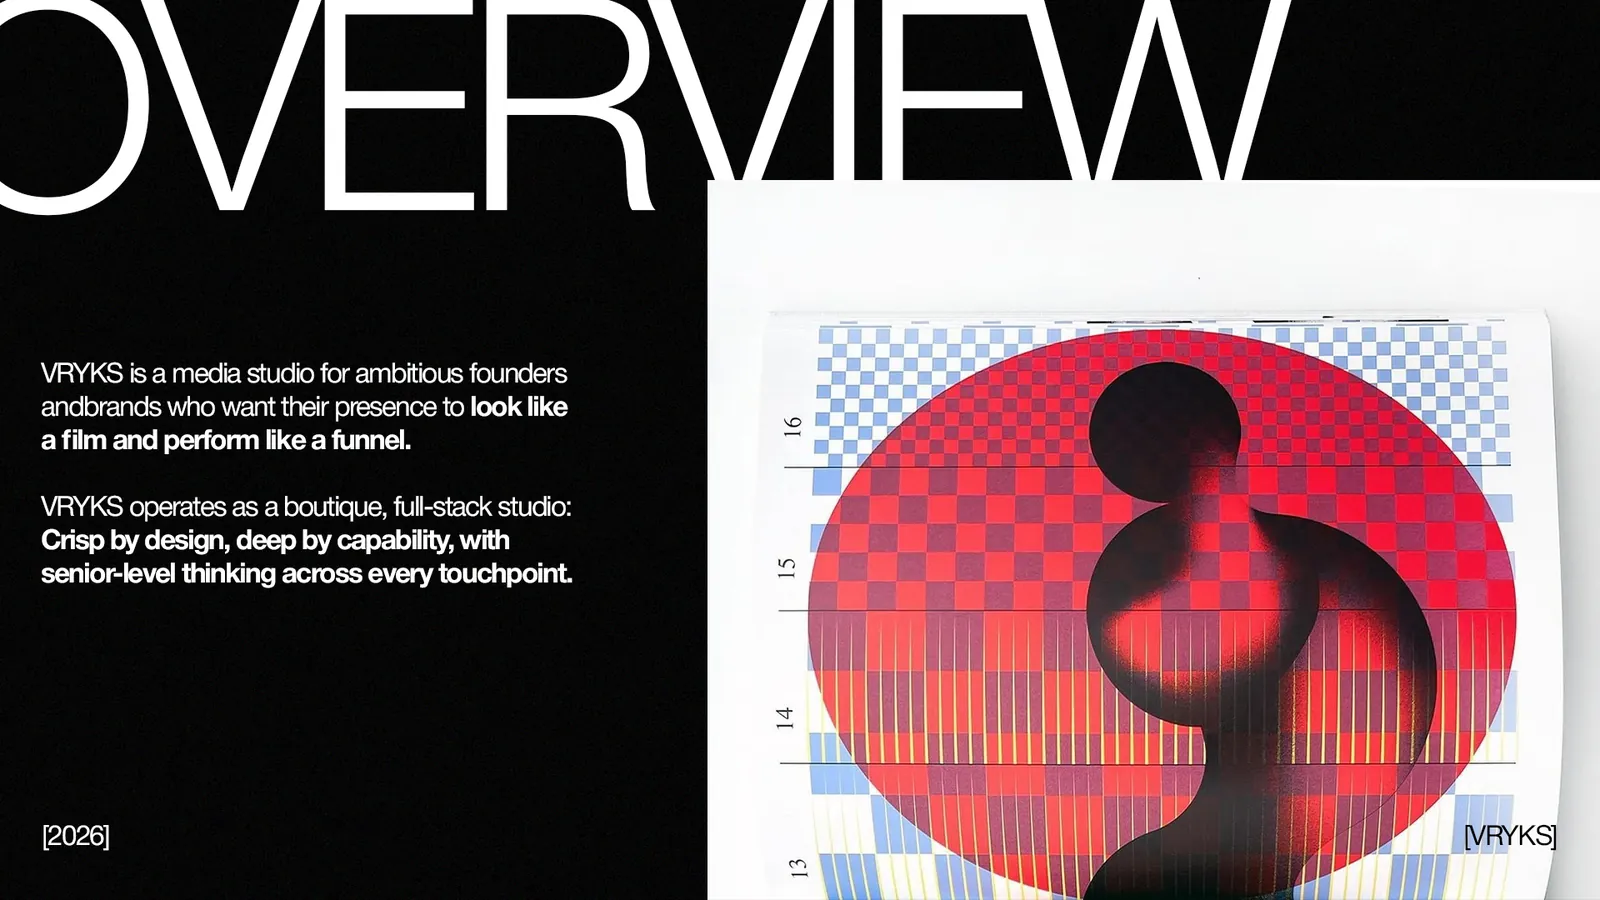 OVERVIEW
VRYKS is a media studio for ambitious founders
andbrands who want their presence to look like
a film and perform like a funnel.
VRYKS operates as a boutique, full-stack studio:
Crisp by design, deep by capability, with
senior-level thinking across every touchpoint.
16
15
14
13
[2026]
[VRYKS]